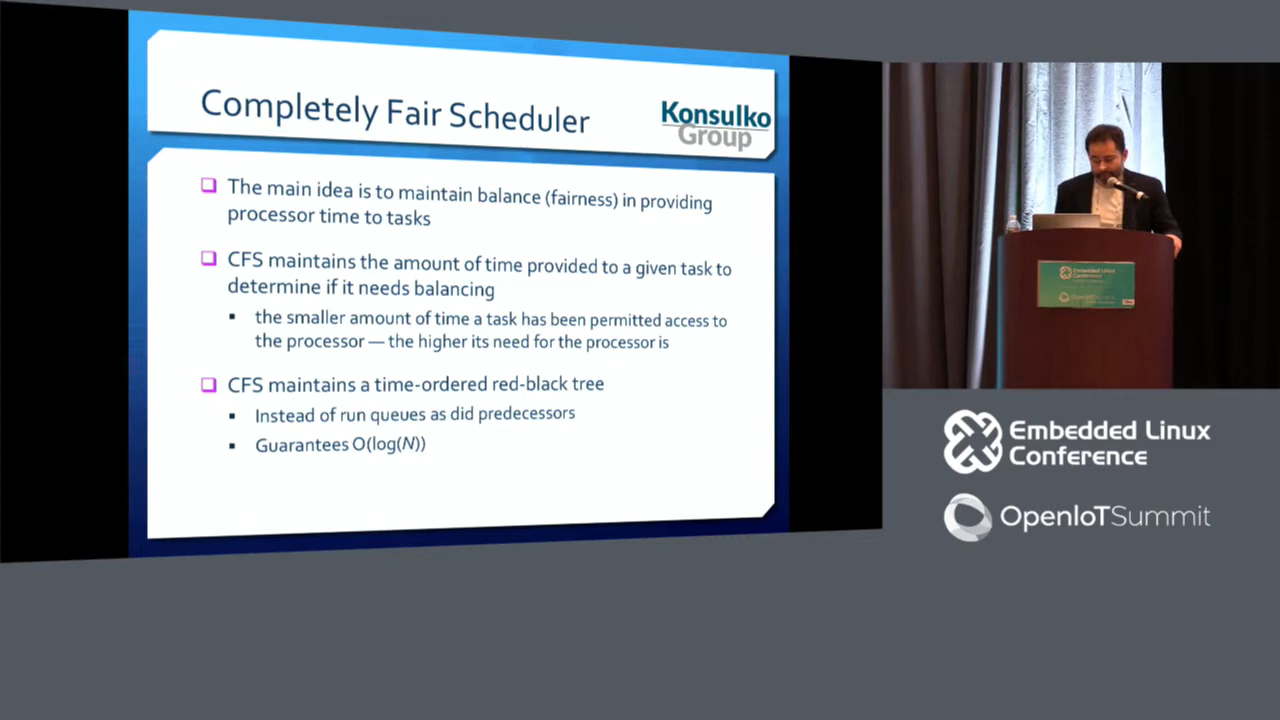 Completely Fair Scheduler
Konsulko
Group
The main idea is to maintain balance (fairness) in providing
processor time to tasks
CFS maintains the amount of time provided to a given task to
determine if it needs balancing
the smaller amount of time a task has been permitted access to
the processor — the higher its need for the processor is
CFS maintains a time-ordered red-black tree
Instead of run queues as did predecessors
Guarantees O(log(N))
Embedded Linux
Conference
Embedded Linux
Conference
OpenIoTSummit